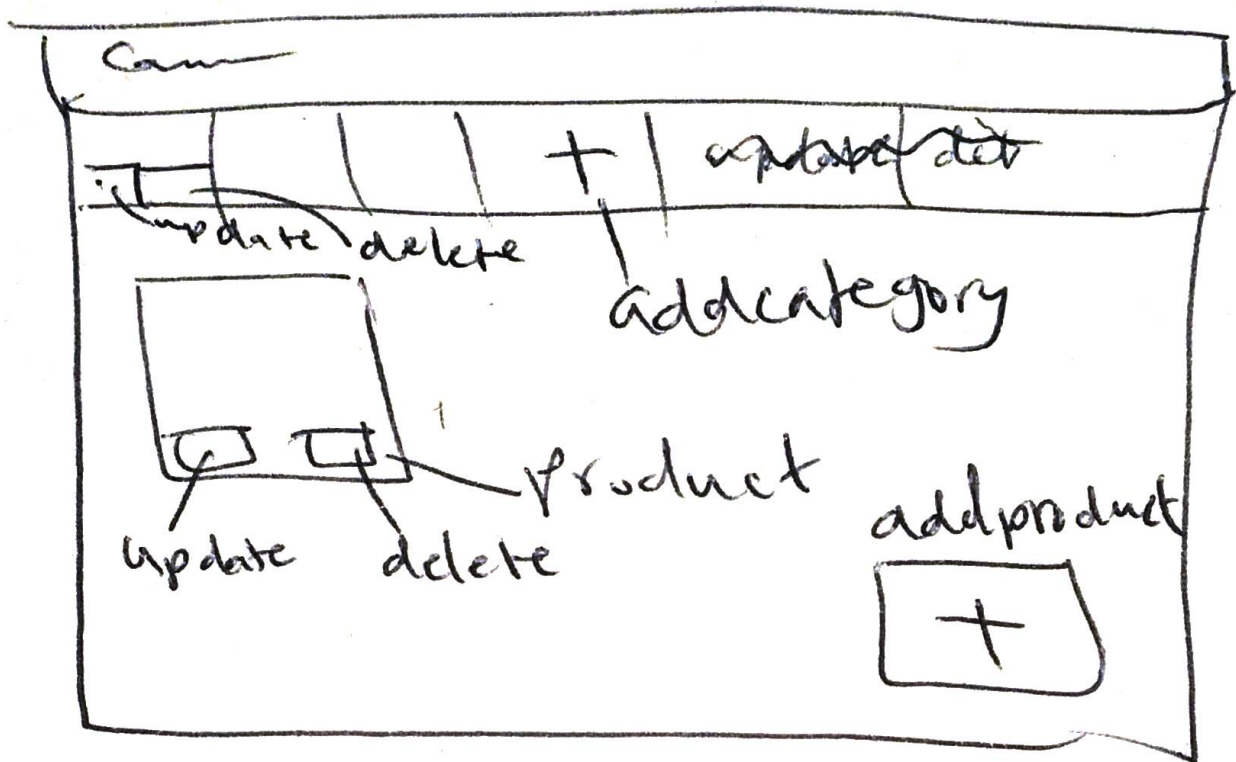 +
update delete
addcategory
product
addproduct
update delete
+